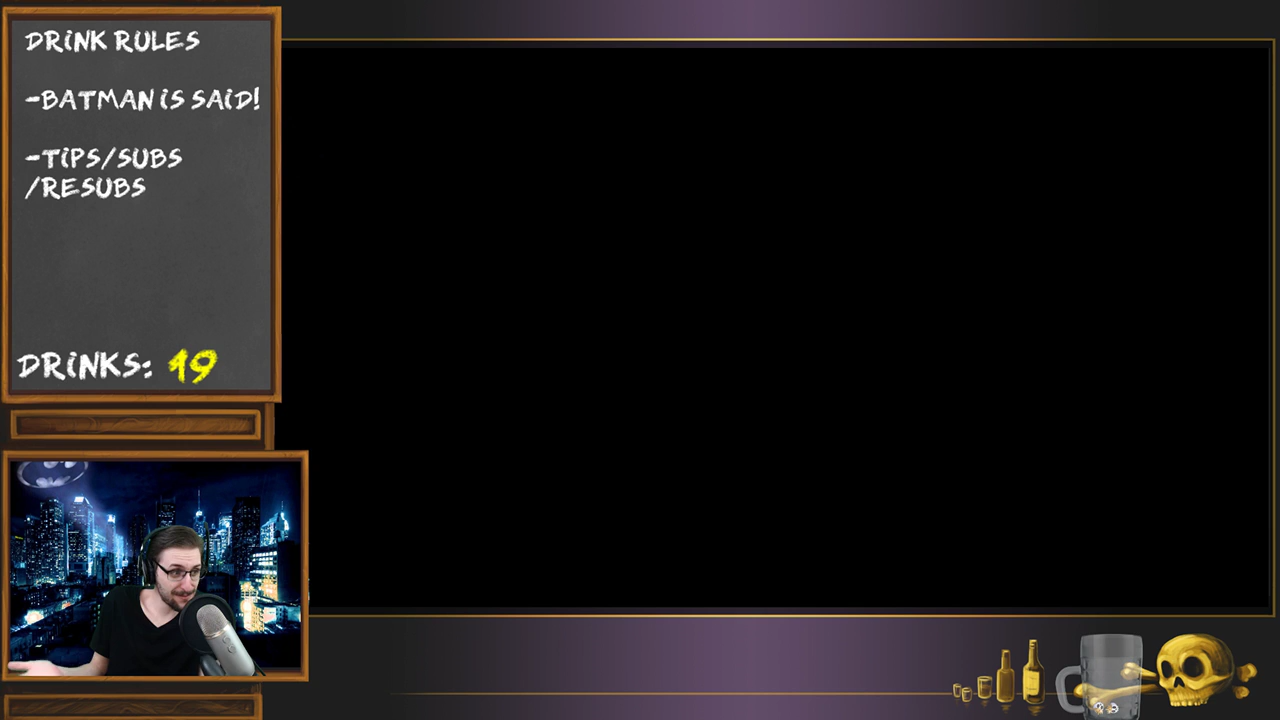 DRINK RULES
-BATMAN IS SAID!
-TIPS/SUBS
/RESUBS
DRINKS: 19